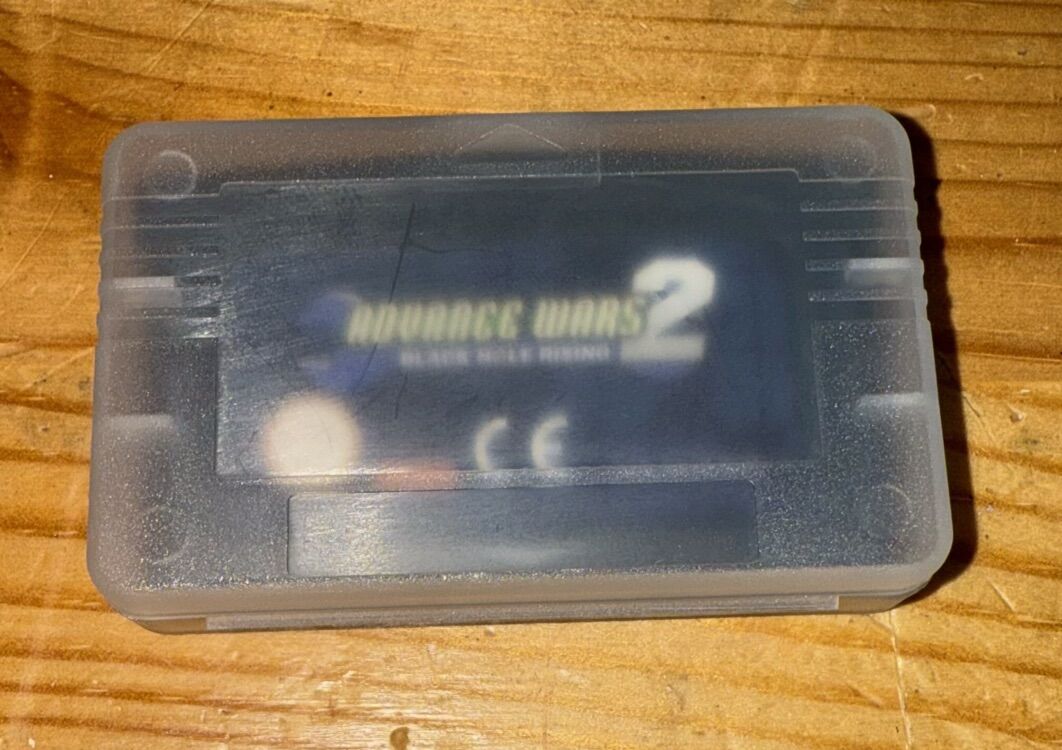 ADVANCE WARS 2
BLACK HOLE RISING
CE